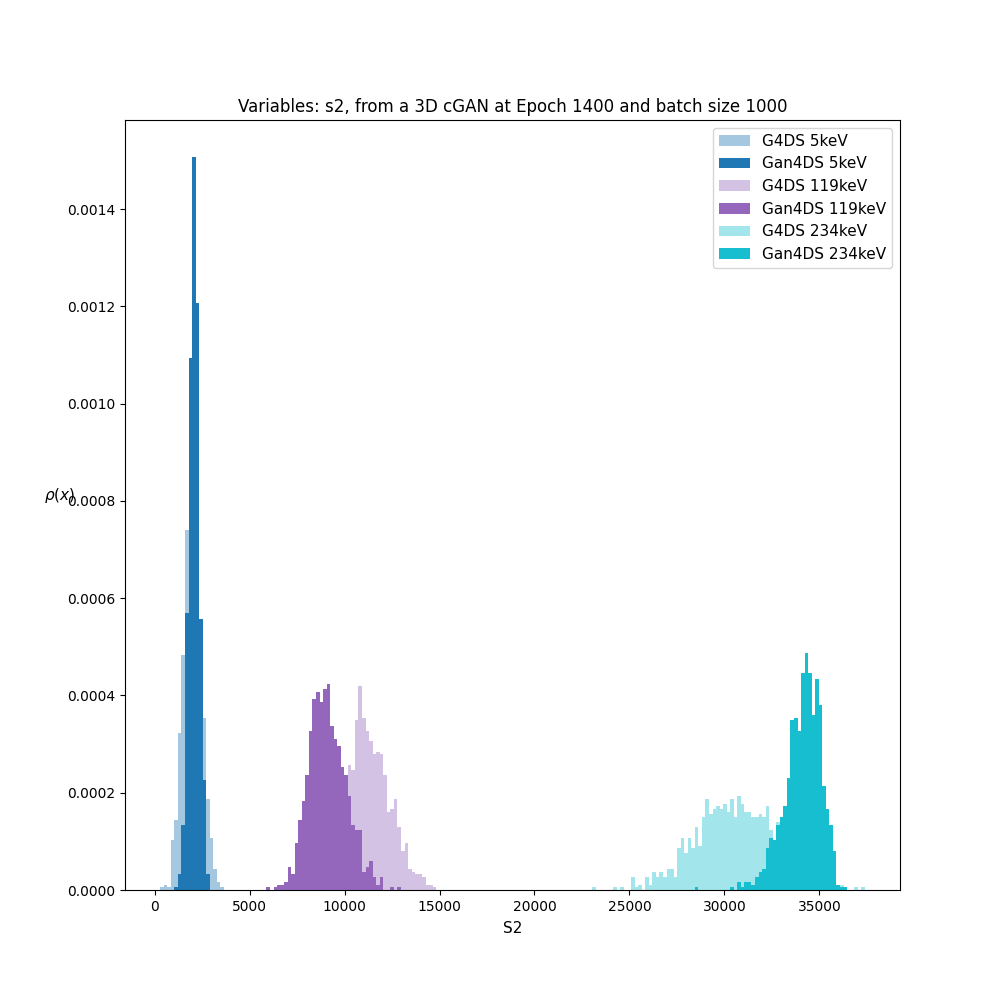 Variables: s2, from a 3D cGAN at Epoch 1400 and batch size 1000
G4DS 5keV
Gan4DS 5keV
G4DS 119keV
Gan4DS 119keV
G4DS 234keV
Gan4DS 234keV
0.0014
0.0012
0.0010
ρ(x)
0.0008
0.0006
0.0004
0.0002
0.0000
0 5000 10000 15000 20000 25000 30000 35000
S2